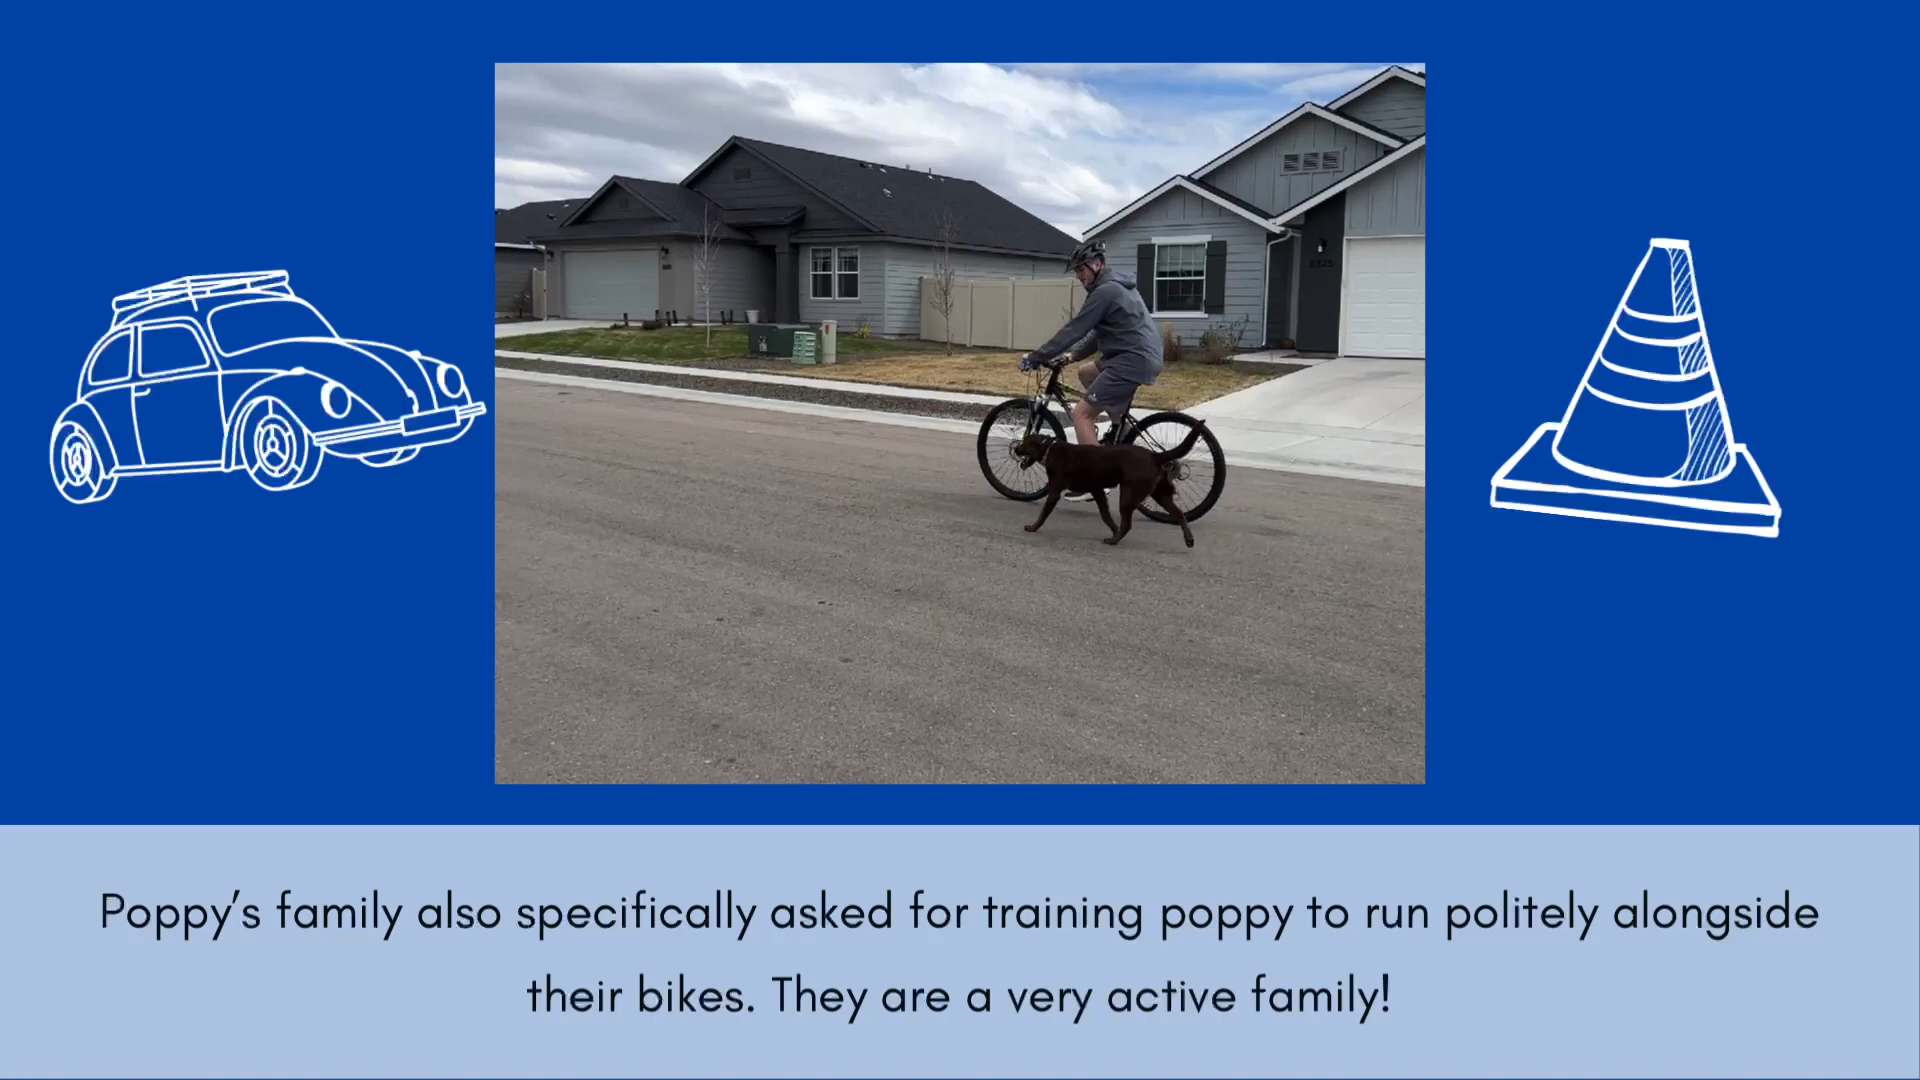 Poppy’s family also specifically asked for training poppy to run politely alongside
their bikes. They are a very active family!